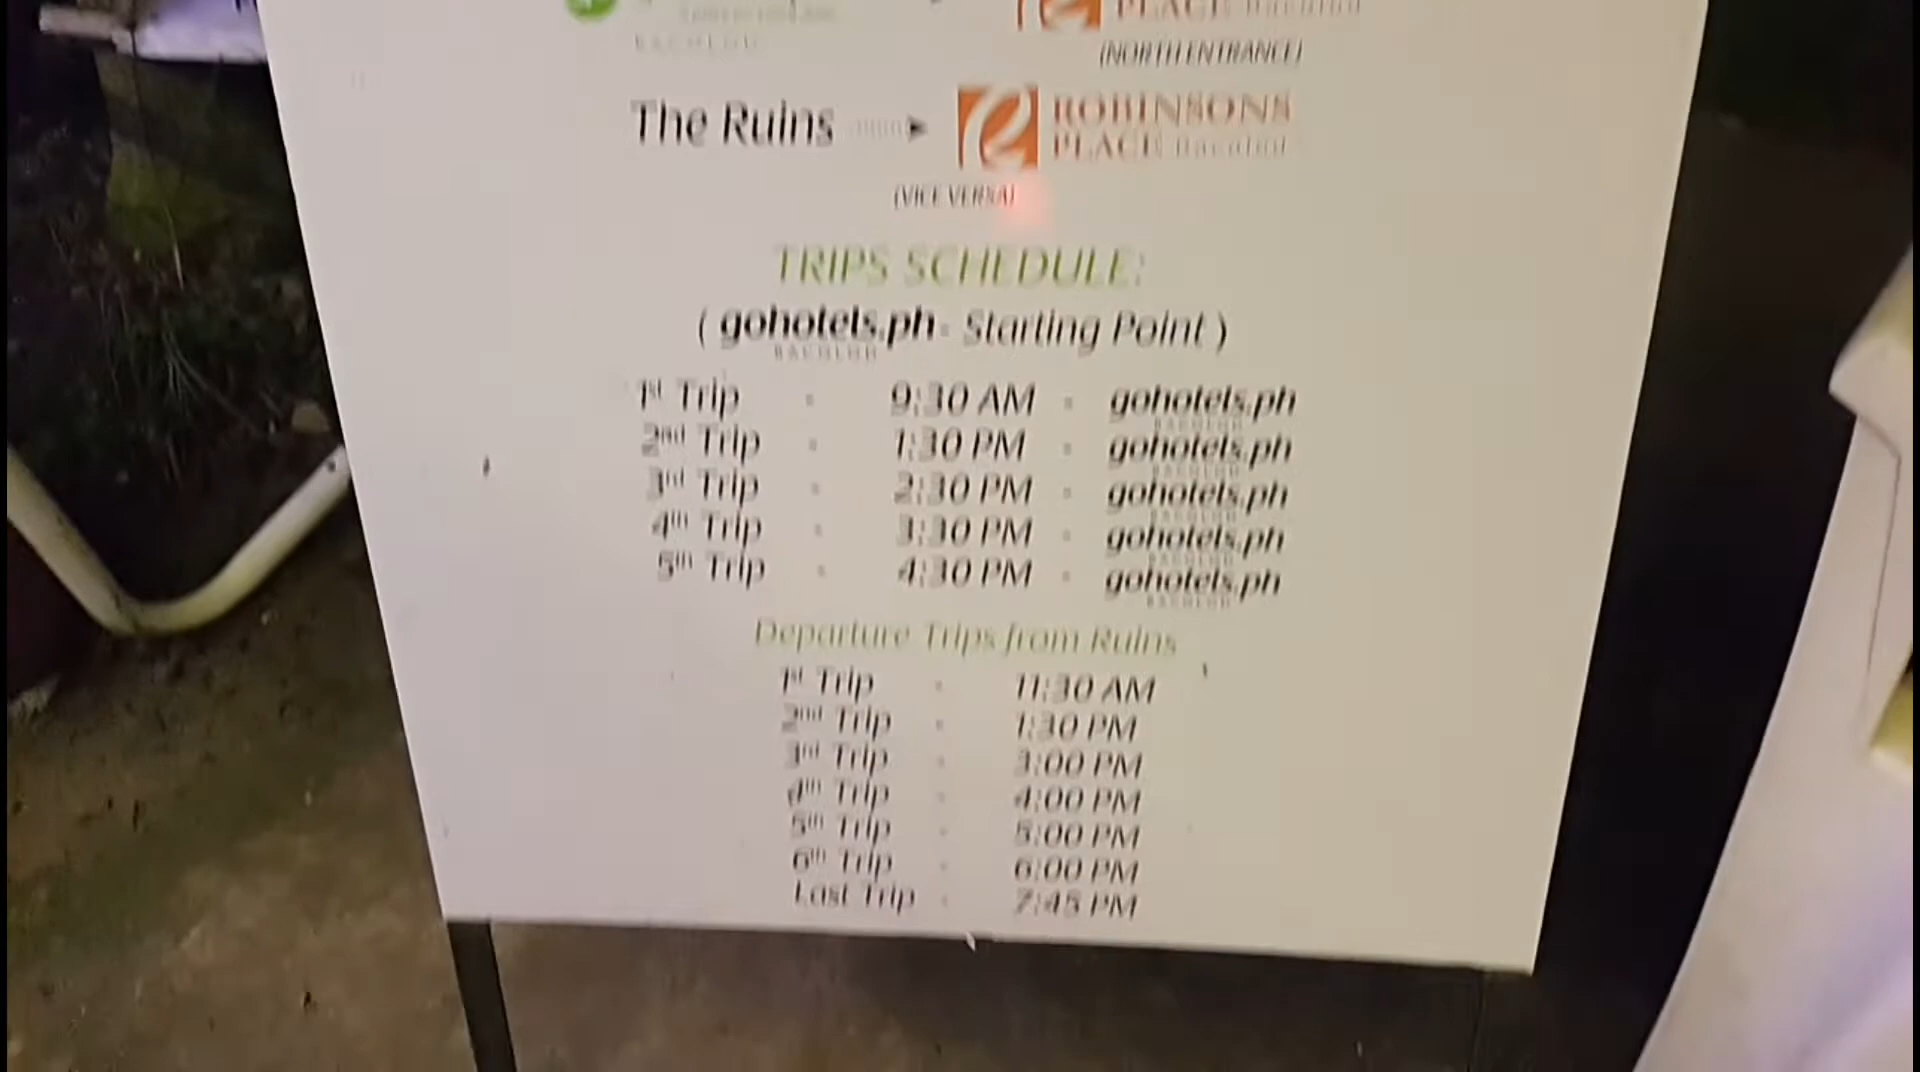 BACOLOD
PLACE Bacolod
(NORTH ENTRANCE)
The Ruins
ROBINSONS
PLACE Bacolod
(VICE VERSA)
TRIPS SCHEDULE:
( gohotels.ph - Starting Point )
BACOLOD
1st Trip - 9:30 AM - gohotels.ph
BACOLOD
2nd Trip - 1:30 PM - gohotels.ph
BACOLOD
3rd Trip - 2:30 PM - gohotels.ph
BACOLOD
4th Trip - 3:30 PM - gohotels.ph
BACOLOD
5th Trip - 4:30 PM - gohotels.ph
BACOLOD
Departure Trips from Ruins
1st Trip - 11:30 AM
2nd Trip - 1:30 PM
3rd Trip - 3:00 PM
4th Trip - 4:00 PM
5th Trip - 5:00 PM
6th Trip - 6:00 PM
Last Trip - 7:45 PM